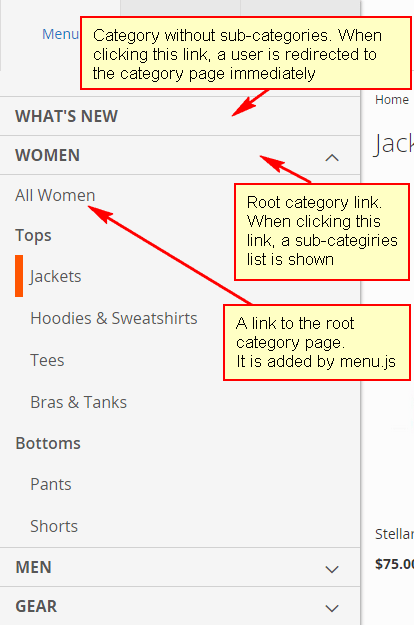 Menu
Category without sub-categories. When
clicking this link, a user is redirected to
the category page immediately
Home
WHAT'S NEW
Jack
WOMEN
Root category link.
When clicking this
link, a sub-categiries
list is shown
All Women
Tops
Jackets
Hoodies & Sweatshirts
A link to the root
category page.
It is added by menu.js
Tees
Bras & Tanks
Bottoms
Pants
Shorts
Stellar
$75.00
MEN
GEAR